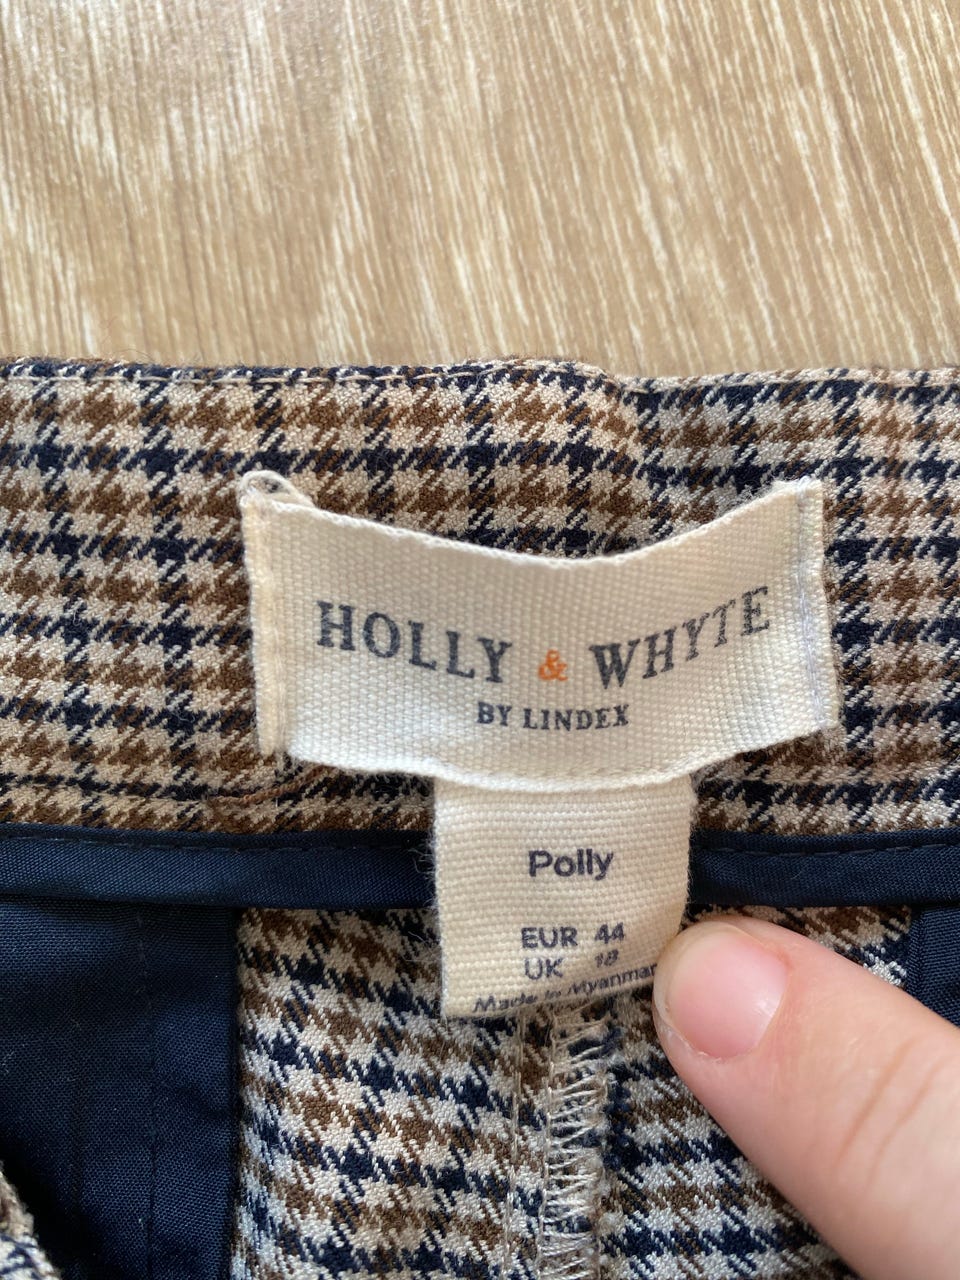 HOLLY & WHYTE
BY LINDEX
Polly
EUR 44
UK 18
Made in Myanmar